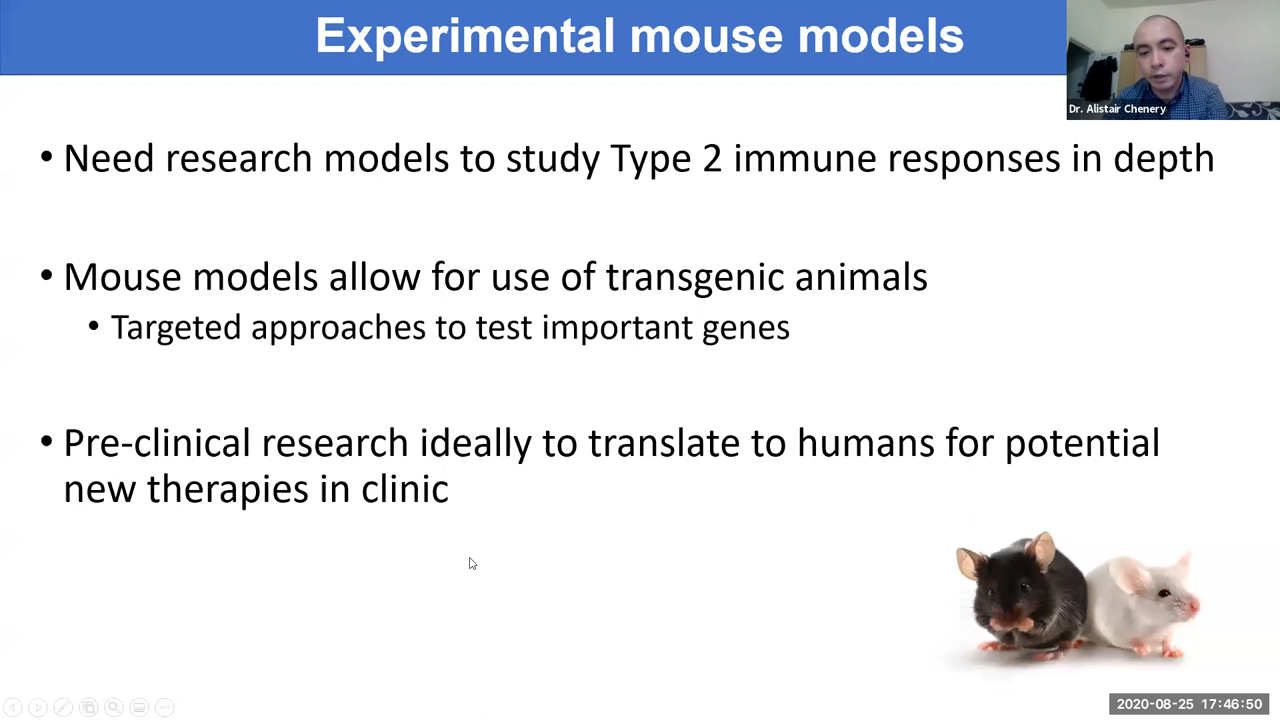 Experimental mouse models
Dr. Alistair Chenery
• Need research models to study Type 2 immune responses in depth
• Mouse models allow for use of transgenic animals
• Targeted approaches to test important genes
• Pre-clinical research ideally to translate to humans for potential
new therapies in clinic
2020-08-25 17:46:50